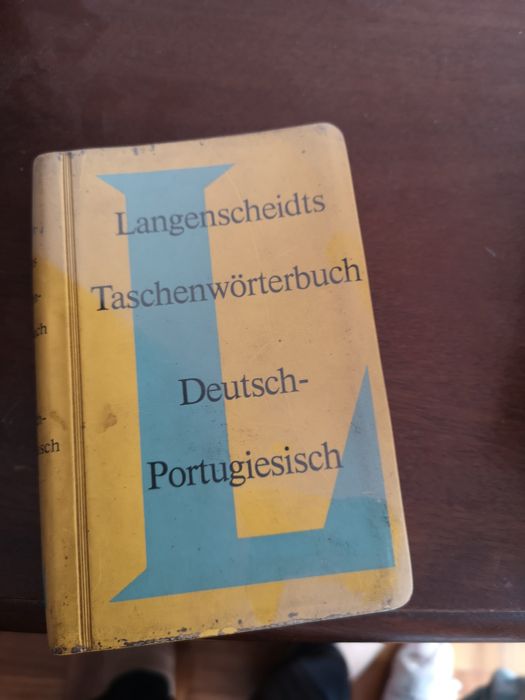 Langenscheidts
Taschenwörterbuch
Deutsch-
Portugiesisch